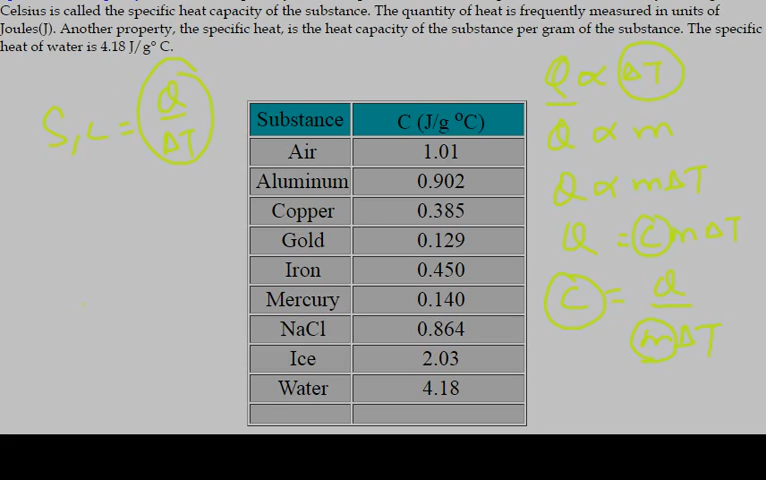 Celsius is called the specific heat capacity of the substance. The quantity of heat is frequently measured in units of
Joules(J). Another property, the specific heat, is the heat capacity of the substance per gram of the substance. The specific
heat of water is 4.18 J/g° C.
S, C = Q / ΔT
Q ∝ ΔT
Q ∝ m
Q ∝ mΔT
Q = C m ΔT
C = Q / mΔT
Substance C (J/g °C)
Air 1.01
Aluminum 0.902
Copper 0.385
Gold 0.129
Iron 0.450
Mercury 0.140
NaCl 0.864
Ice 2.03
Water 4.18